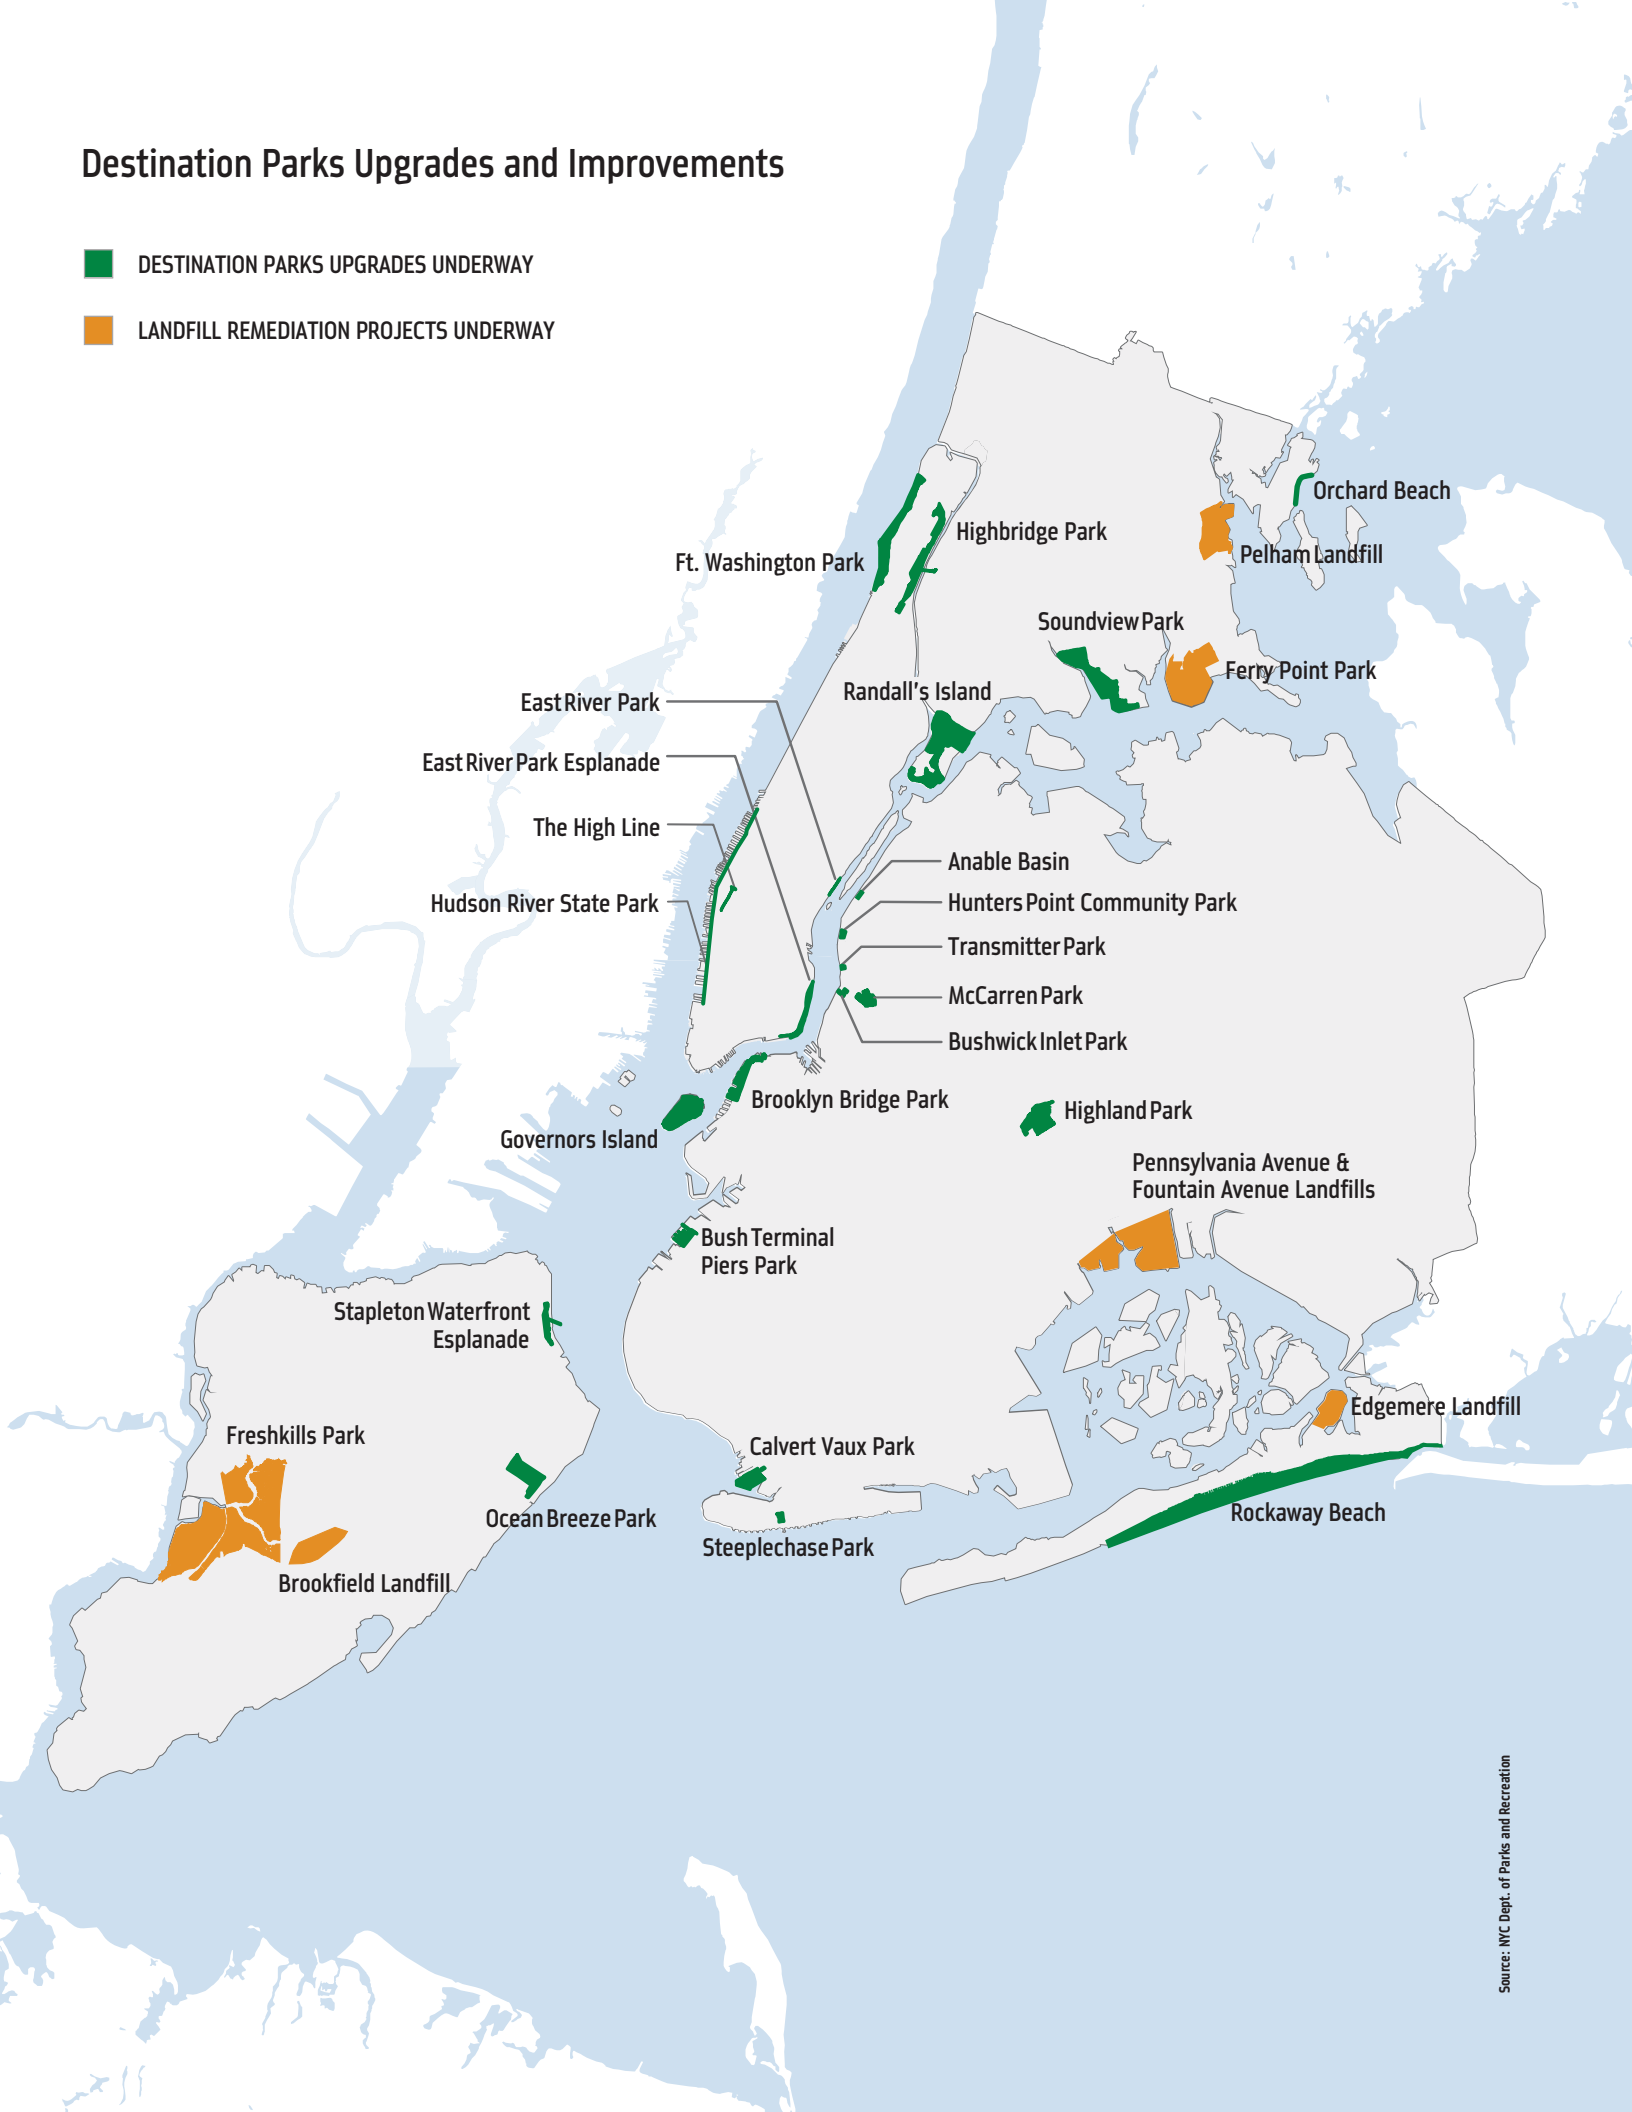 Destination Parks Upgrades and Improvements
DESTINATION PARKS UPGRADES UNDERWAY
LANDFILL REMEDIATION PROJECTS UNDERWAY
Orchard Beach
Highbridge Park
Pelham Landfill
Ft. Washington Park
Soundview Park
Ferry Point Park
Randall's Island
East River Park
East River Park Esplanade
The High Line
Anable Basin
Hudson River State Park
Hunters Point Community Park
Transmitter Park
McCarren Park
Bushwick Inlet Park
Brooklyn Bridge Park
Highland Park
Governors Island
Pennsylvania Avenue &
Fountain Avenue Landfills
Bush Terminal
Piers Park
Stapleton Waterfront
Esplanade
Edgemere Landfill
Freshkills Park
Calvert Vaux Park
Rockaway Beach
Ocean Breeze Park
Steeplechase Park
Brookfield Landfill
Source: NYC Dept. of Parks and Recreation